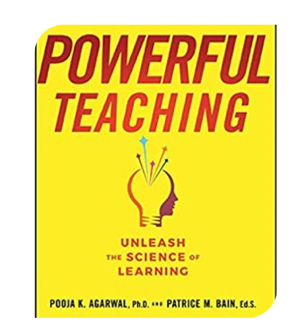 POWERFUL
TEACHING
UNLEASH
THE SCIENCE OF
LEARNING
POOJA K. AGARWAL, Ph.D. AND PATRICE M. BAIN, Ed.S.